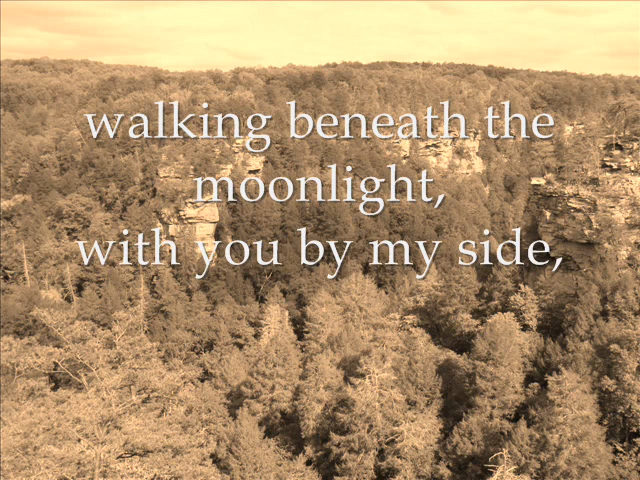 walking beneath the
moonlight,
with you by my side,